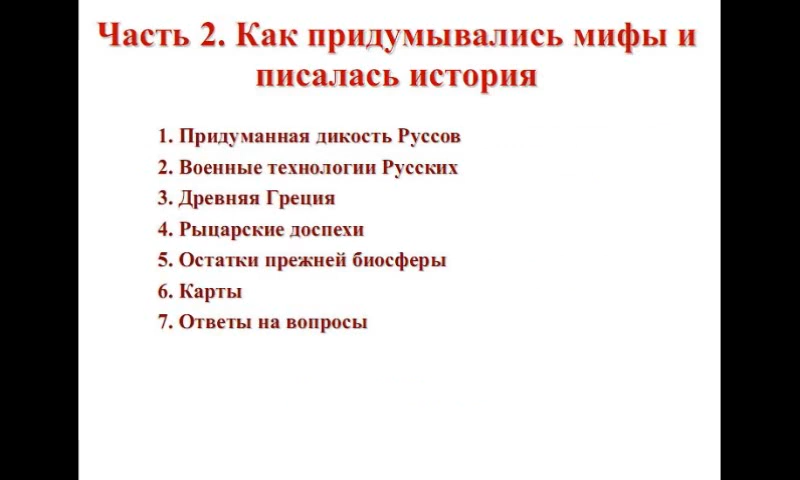 Часть 2. Как придумывались мифы и
писалась история
1. Придуманная дикость Руссов
2. Военные технологии Русских
3. Древняя Греция
4. Рыцарские доспехи
5. Остатки прежней биосферы
6. Карты
7. Ответы на вопросы